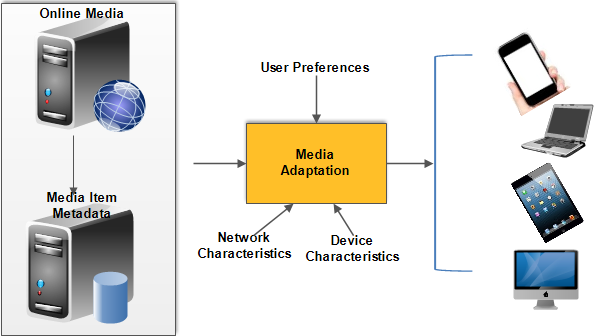 Online Media
User Preferences
Media
Adaptation
Media Item
Metadata
Network
Characteristics
Device
Characteristics